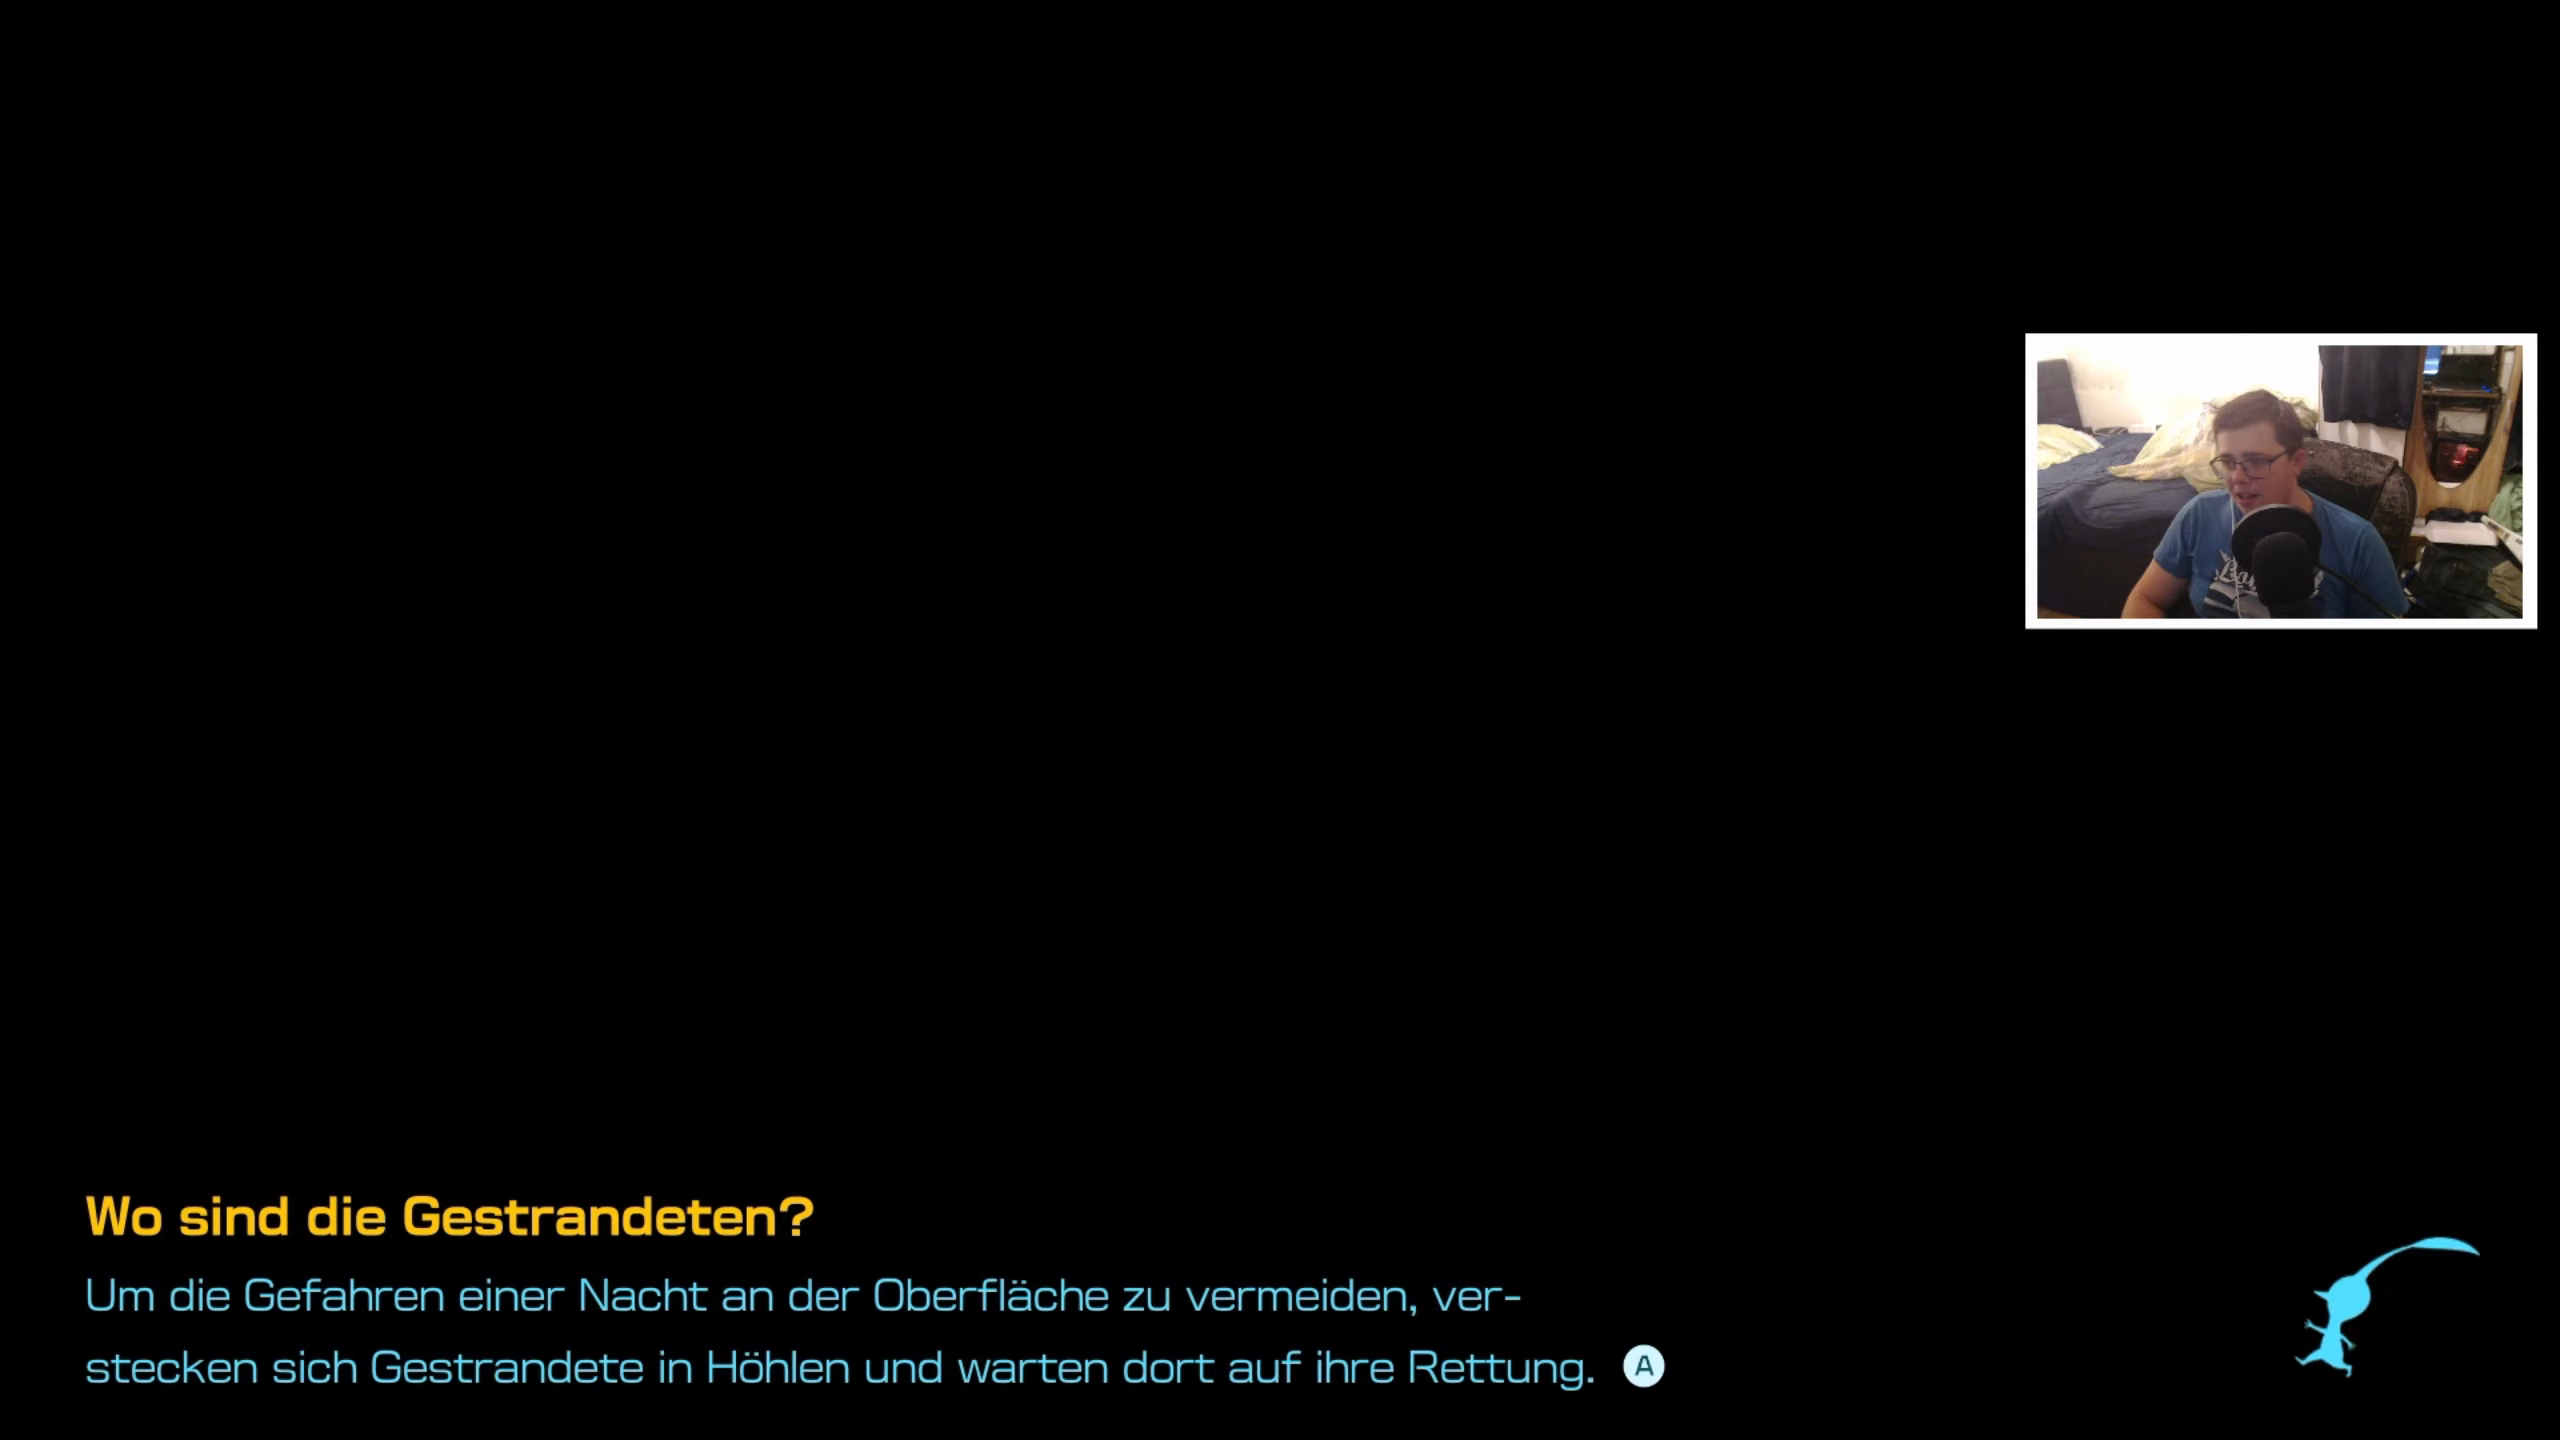 Wo sind die Gestrandeten?
Um die Gefahren einer Nacht an der Oberfläche zu vermeiden, ver-
stecken sich Gestrandete in Höhlen und warten dort auf ihre Rettung. A